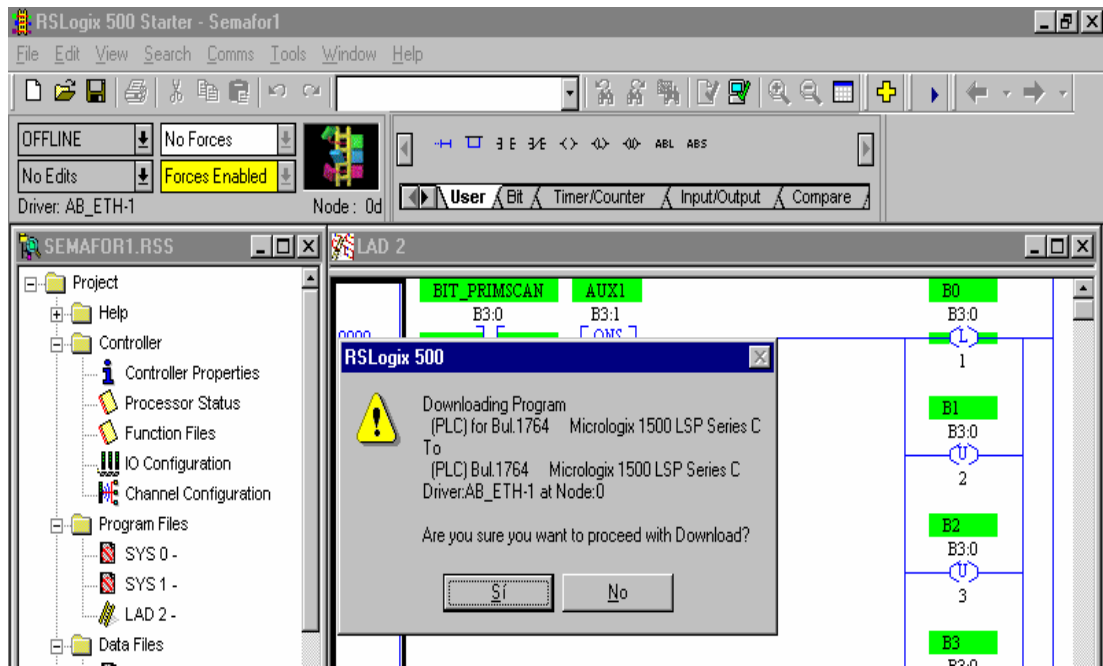 RSLogix 500 Starter - Semafor1
File Edit View Search Comms Tools Window Help
OFFLINE No Forces
No Edits Forces Enabled
Driver: AB_ETH-1 Node : 0d
ABL ABS
User Bit Timer/Counter Input/Output Compare
SEMAFOR1.RSS
Project
Help
Controller
Controller Properties
Processor Status
Function Files
IO Configuration
Channel Configuration
Program Files
SYS 0 -
SYS 1 -
LAD 2 -
Data Files
LAD 2
BIT_PRIMSCAN AUX1 B0
B3:0 B3:1 B3:0
0000 ONS L
1
B1
B3:0
U
2
B2
B3:0
U
3
B3
B3:0
RSLogix 500
Downloading Program
(PLC) for Bul.1764 Micrologix 1500 LSP Series C
To
(PLC) Bul.1764 Micrologix 1500 LSP Series C
Driver:AB_ETH-1 at Node:0
Are you sure you want to proceed with Download?
Sí No